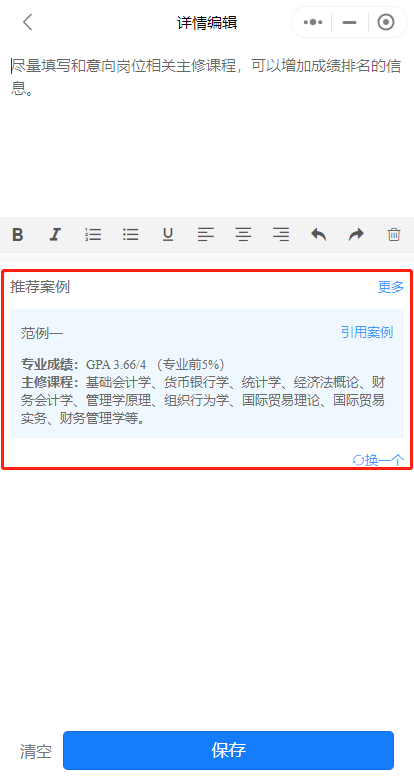 详情编辑
尽量填写和意向岗位相关主修课程，可以增加成绩排名的信
息。
B I U
推荐案例 更多
范例一 引用案例
专业成绩：GPA 3.66/4 （专业前5%）
主修课程：基础会计学、货币银行学、统计学、经济法概论、财
务会计学、管理学原理、组织行为学、国际贸易理论、国际贸易
实务、财务管理学等。
换一个
清空 保存